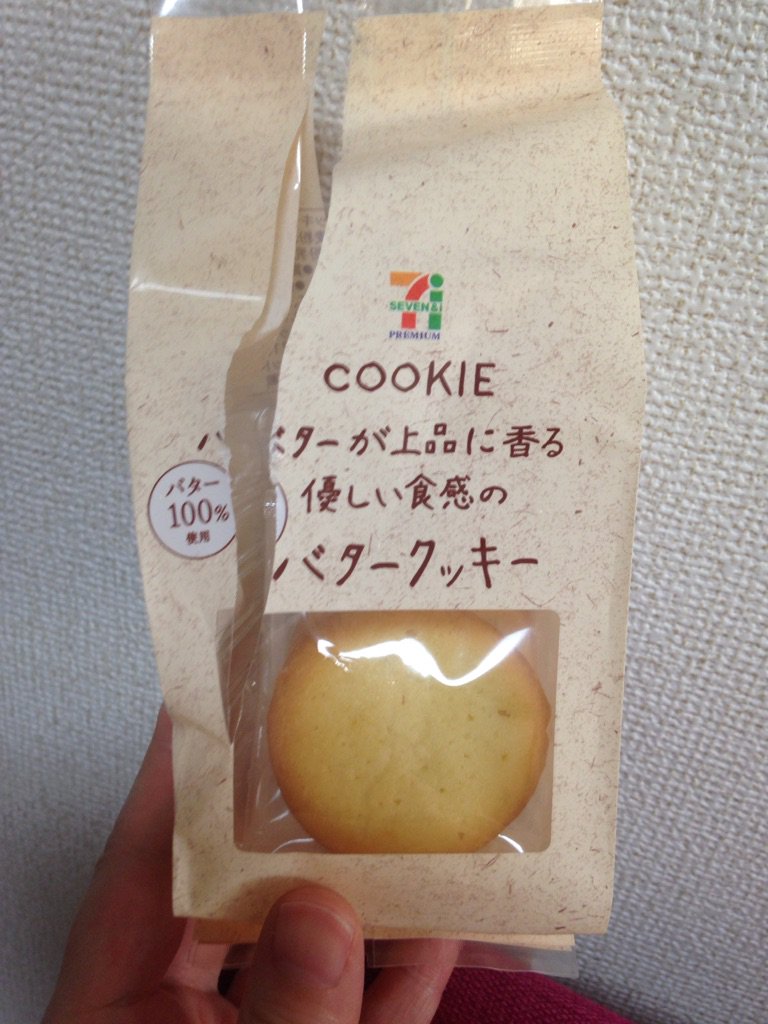 7i
SEVEN&i
PREMIUM
COOKIE
バターが上品に香る
優しい食感の
バタークッキー
バター
100%
使用